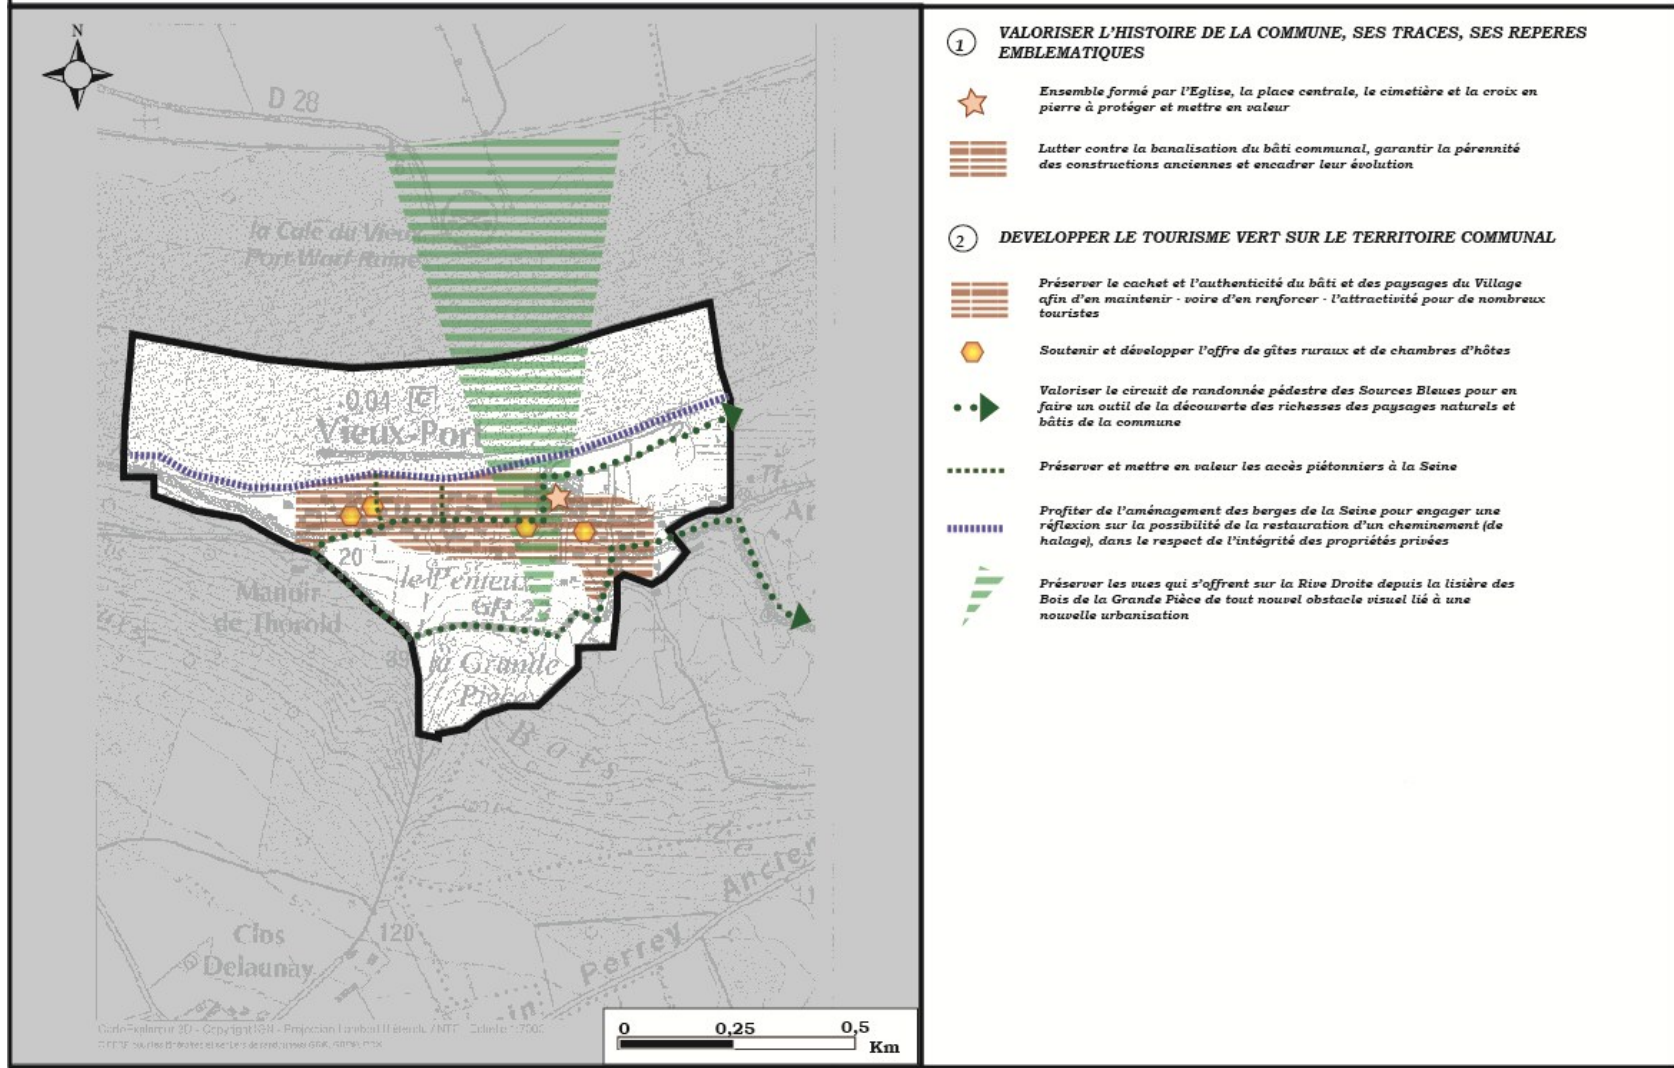 N
D 28
la Cale du Vieux
Port Warf Ruiné
0,04
Vieux-Port
20
le Perreux
GR 2
Manoir
de Thorold
89
la Grande
Pièce
Bois
de
Ancien
120
Clos
Delaunay
Perrey
0 0,25 0,5
Km
1 VALORISER L'HISTOIRE DE LA COMMUNE, SES TRACES, SES REPERES
EMBLEMATIQUES
Ensemble formé par l'Eglise, la place centrale, le cimetière et la croix en
pierre à protéger et mettre en valeur
Lutter contre la banalisation du bâti communal, garantir la pérennité
des constructions anciennes et encadrer leur évolution
2 DEVELOPPER LE TOURISME VERT SUR LE TERRITOIRE COMMUNAL
Préserver le cachet et l'authenticité du bâti et des paysages du Village
afin d'en maintenir - voire d'en renforcer - l'attractivité pour de nombreux
touristes
Soutenir et développer l'offre de gîtes ruraux et de chambres d'hôtes
Valoriser le circuit de randonnée pédestre des Sources Bleues pour en
faire un outil de la découverte des richesses des paysages naturels et
bâtis de la commune
Préserver et mettre en valeur les accès piétonniers à la Seine
Profiter de l'aménagement des berges de la Seine pour engager une
réflexion sur la possibilité de la restauration d'un cheminement (de
halage), dans le respect de l'intégrité des propriétés privées
Préserver les vues qui s'offrent sur la Rive Droite depuis la lisière des
Bois de la Grande Pièce de tout nouvel obstacle visuel lié à une
nouvelle urbanisation